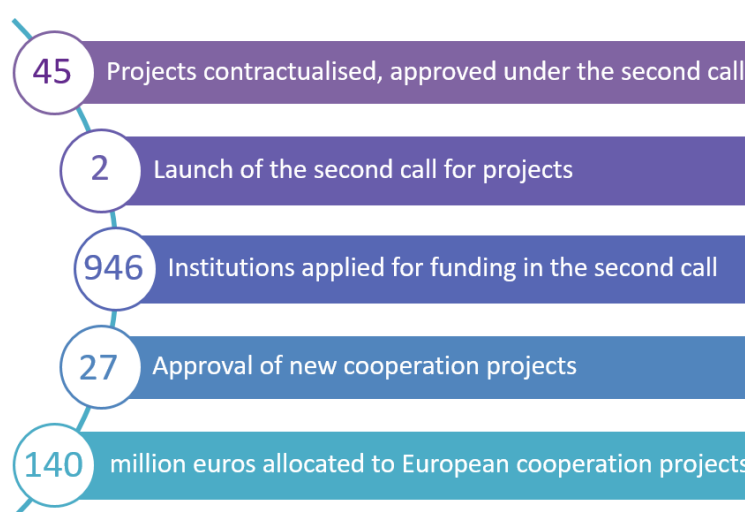 45 Projects contractualised, approved under the second call
2 Launch of the second call for projects
946 Institutions applied for funding in the second call
27 Approval of new cooperation projects
140 million euros allocated to European cooperation projects